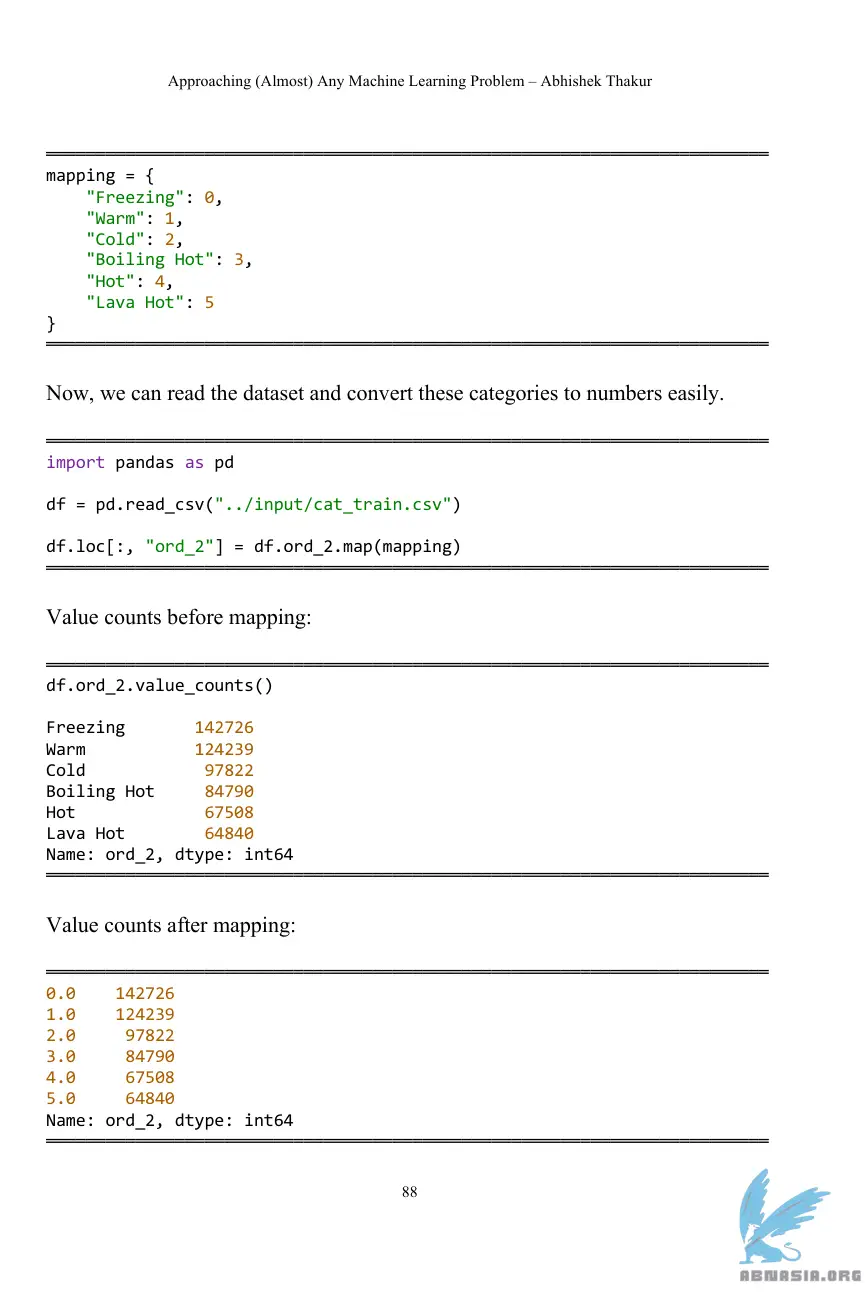 Approaching (Almost) Any Machine Learning Problem – Abhishek Thakur
mapping = {
    "Freezing": 0,
    "Warm": 1,
    "Cold": 2,
    "Boiling Hot": 3,
    "Hot": 4,
    "Lava Hot": 5
}
Now, we can read the dataset and convert these categories to numbers easily.
import pandas as pd
df = pd.read_csv("../input/cat_train.csv")
df.loc[:, "ord_2"] = df.ord_2.map(mapping)
Value counts before mapping:
df.ord_2.value_counts()
Freezing       142726
Warm           124239
Cold            97822
Boiling Hot     84790
Hot             67508
Lava Hot        64840
Name: ord_2, dtype: int64
Value counts after mapping:
0.0    142726
1.0    124239
2.0     97822
3.0     84790
4.0     67508
5.0     64840
Name: ord_2, dtype: int64
88
ABNASIA.ORG